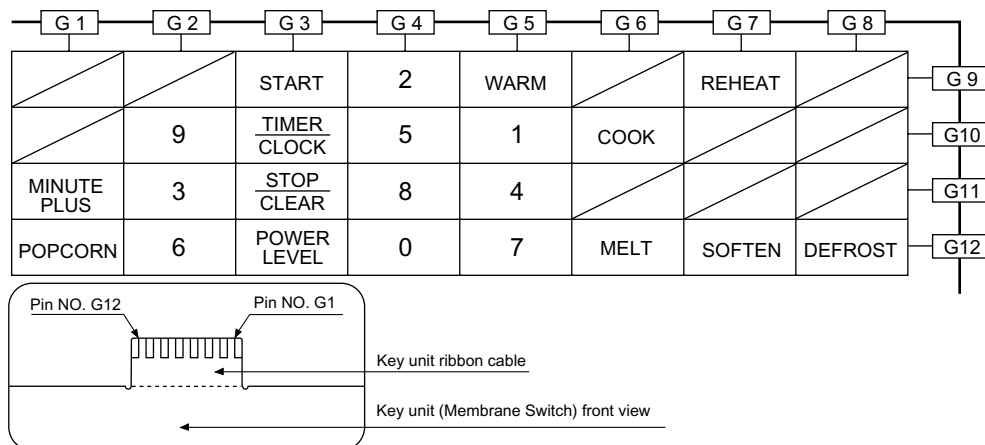 G 1 G 2 G 3 G 4 G 5 G 6 G 7 G 8
START 2 WARM REHEAT G 9
9 TIMER 5 1 COOK G10
CLOCK
MINUTE 3 STOP 8 4 G11
PLUS CLEAR
POPCORN 6 POWER 0 7 MELT SOFTEN DEFROST G12
LEVEL
Pin NO. G12 Pin NO. G1
Key unit ribbon cable
Key unit (Membrane Switch) front view